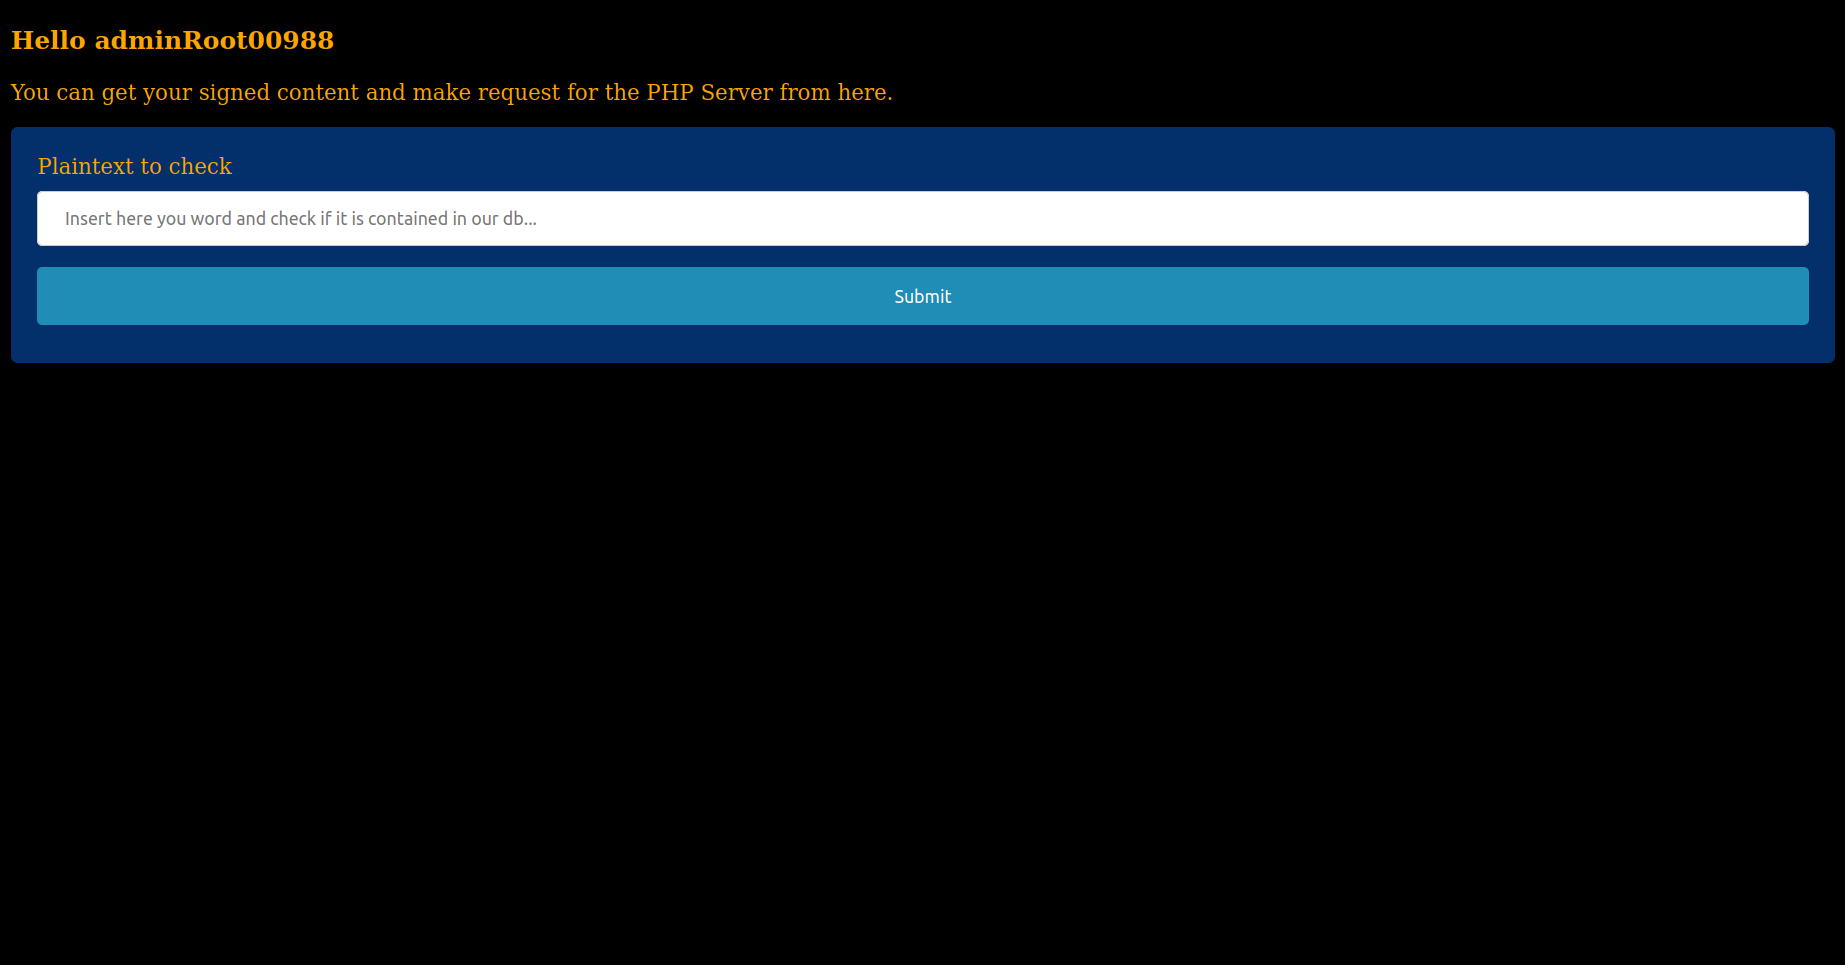 Hello adminRoot00988
You can get your signed content and make request for the PHP Server from here.
Plaintext to check
Insert here you word and check if it is contained in our db...
Submit